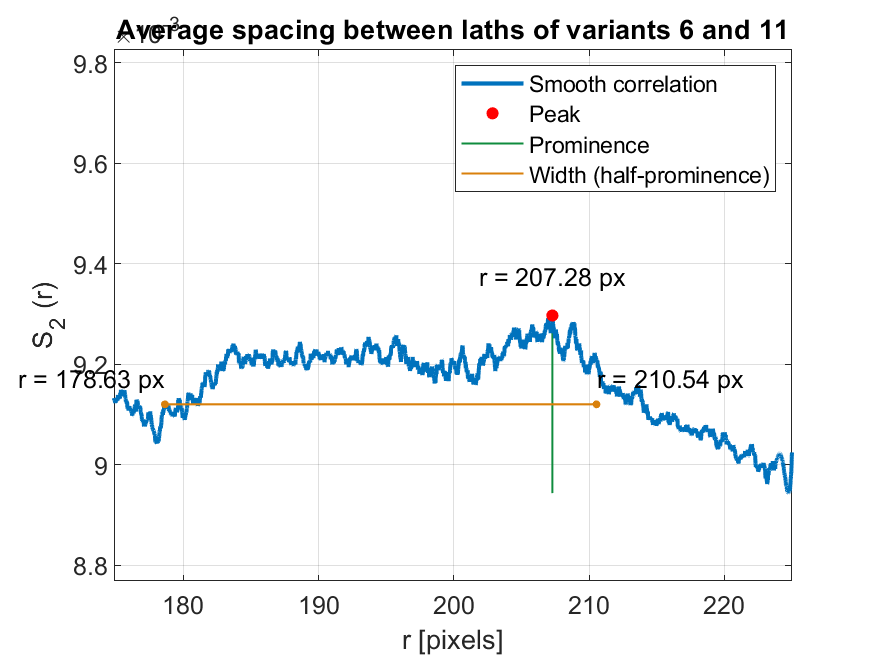 Average spacing between laths of variants 6 and 11
×10⁻³
9.8
9.6
9.4
9.2
9
8.8
S₂ (r)
Smooth correlation
Peak
Prominence
Width (half-prominence)
r = 207.28 px
r = 178.63 px
r = 210.54 px
180
190
200
210
220
r [pixels]